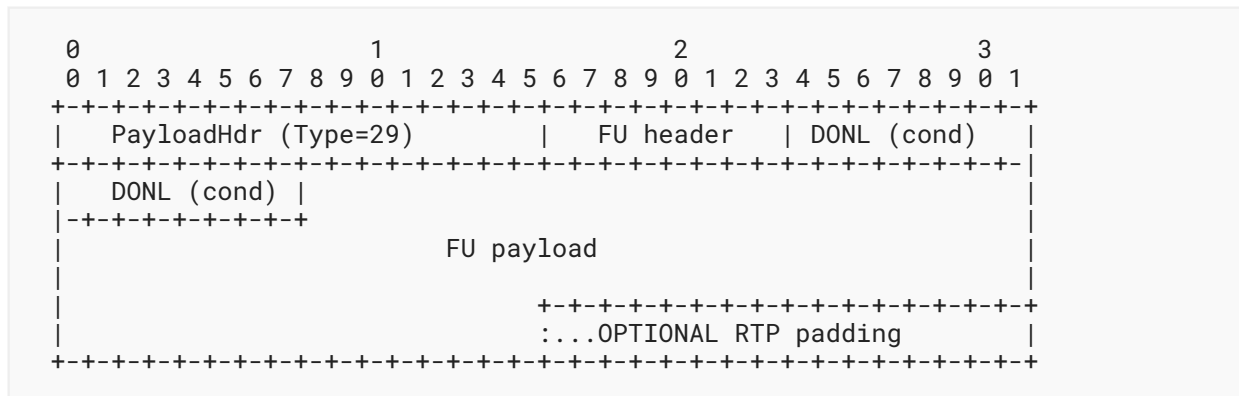 0                   1                   2                   3
 0 1 2 3 4 5 6 7 8 9 0 1 2 3 4 5 6 7 8 9 0 1 2 3 4 5 6 7 8 9 0 1
+-+-+-+-+-+-+-+-+-+-+-+-+-+-+-+-+-+-+-+-+-+-+-+-+-+-+-+-+-+-+-+-+
|   PayloadHdr (Type=29)        |   FU header   | DONL (cond)   |
+-+-+-+-+-+-+-+-+-+-+-+-+-+-+-+-+-+-+-+-+-+-+-+-+-+-+-+-+-+-+-+-|
|   DONL (cond) |                                               |
|-+-+-+-+-+-+-+-+                                               |
|                         FU payload                            |
|                                                               |
|                               +-+-+-+-+-+-+-+-+-+-+-+-+-+-+-+-+
|                               :...OPTIONAL RTP padding        |
+-+-+-+-+-+-+-+-+-+-+-+-+-+-+-+-+-+-+-+-+-+-+-+-+-+-+-+-+-+-+-+-+